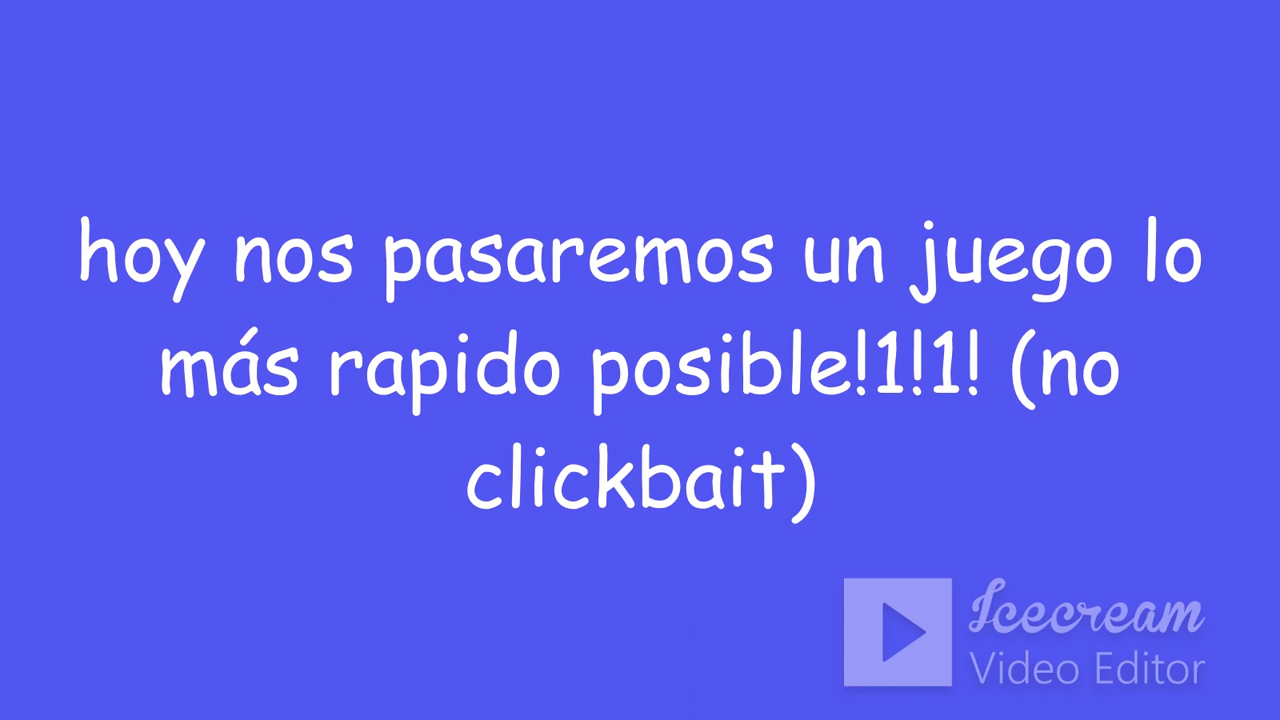 hoy nos pasaremos un juego lo
más rapido posible!1!1! (no
clickbait)
Icecream
Video Editor